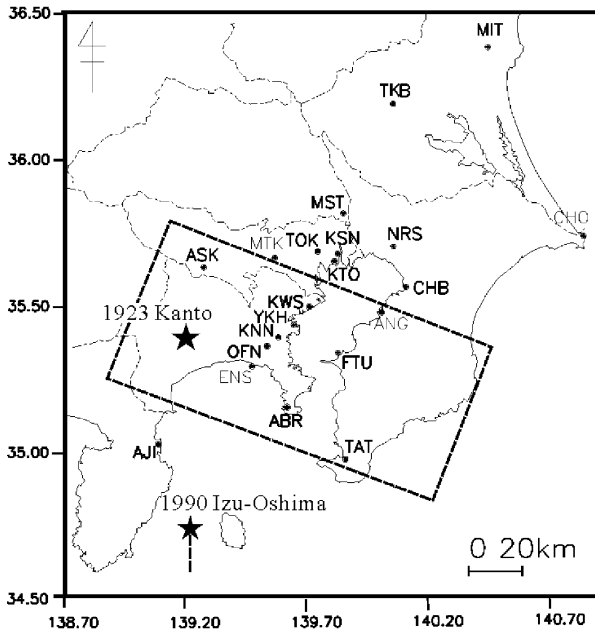 36.50
MIT
TKB
36.00
MST
CHO
MTK
TOK
KSN
NRS
ASK
KTO
CHB
35.50
1923 Kanto
KWS
YKH
ANG
KNN
OFN
FTU
ENS
ABR
35.00
AJI
TAT
1990 Izu-Oshima
0 20km
34.50
138.70
139.20
139.70
140.20
140.70